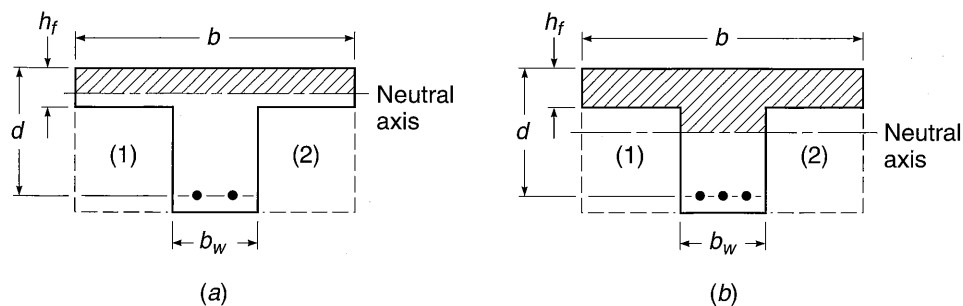 h_f
b
d
Neutral
axis
(1)
(2)
b_w
(a)
h_f
b
d
Neutral
axis
(1)
(2)
b_w
(b)